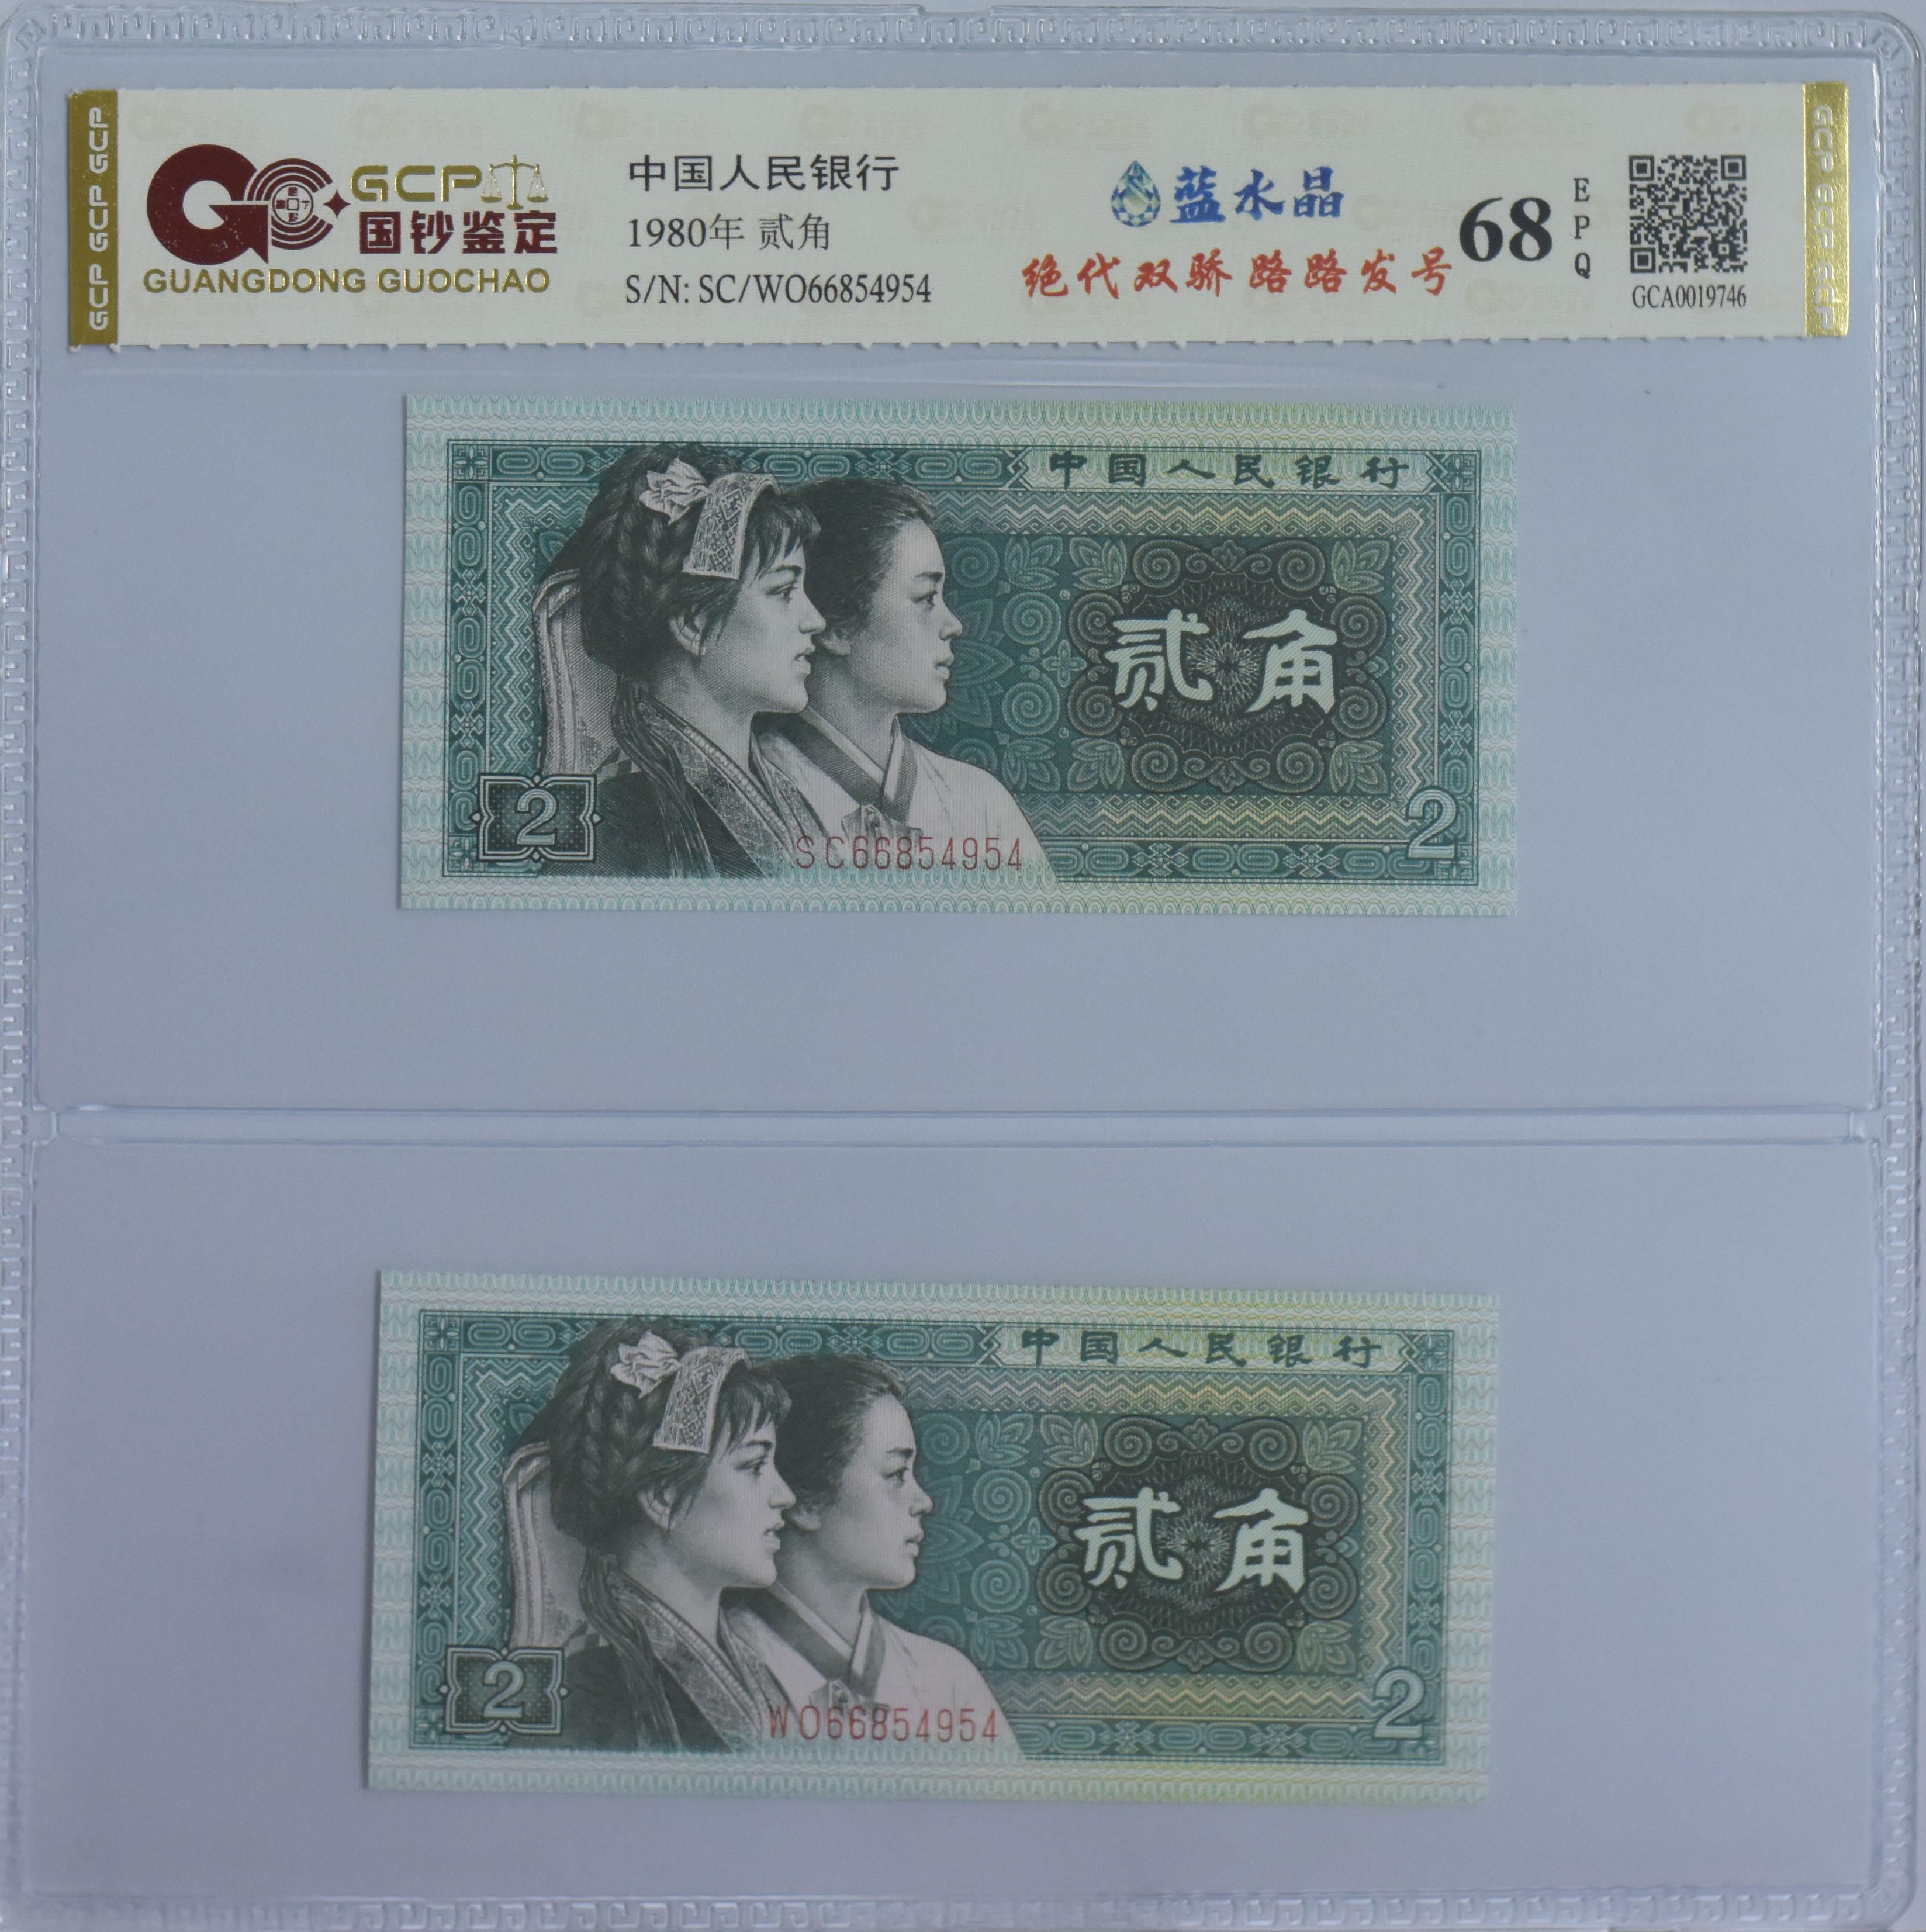 GCP GCP GCP
GCP
国钞鉴定
GUANGDONG GUOCHAO
中国人民银行
1980年 贰角
S/N: SC/WO66854954
蓝水晶
绝代双骄 路路发号
68
EPQ
GCA0019746
GCP GCP GCP GCP
中国人民银行
贰角
2
2
SC66854954
中国人民银行
贰角
2
2
WO66854954